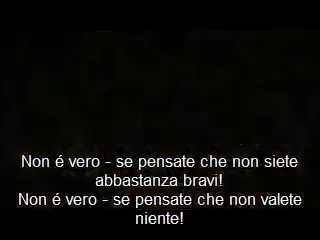 Non é vero - se pensate che non siete
abbastanza bravi!
Non é vero - se pensate che non valete
niente!